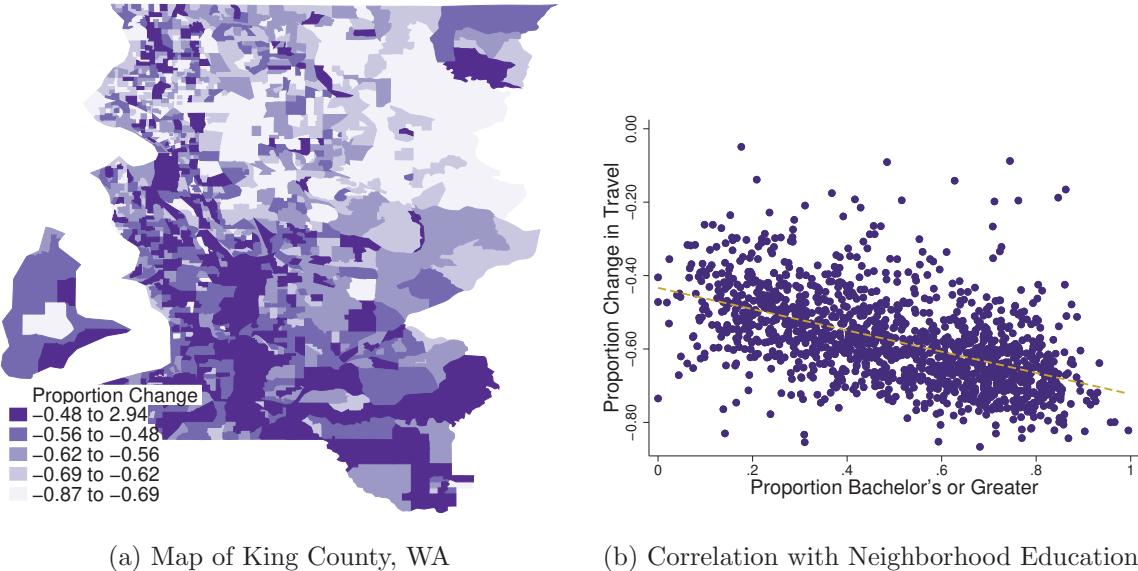 Proportion Change
−0.48 to 2.94
−0.56 to −0.48
−0.62 to −0.56
−0.69 to −0.62
−0.87 to −0.69
(a) Map of King County, WA
Proportion Change in Travel
0.00
−0.20
−0.40
−0.60
−0.80
0 .2 .4 .6 .8 1
Proportion Bachelor's or Greater
(b) Correlation with Neighborhood Education